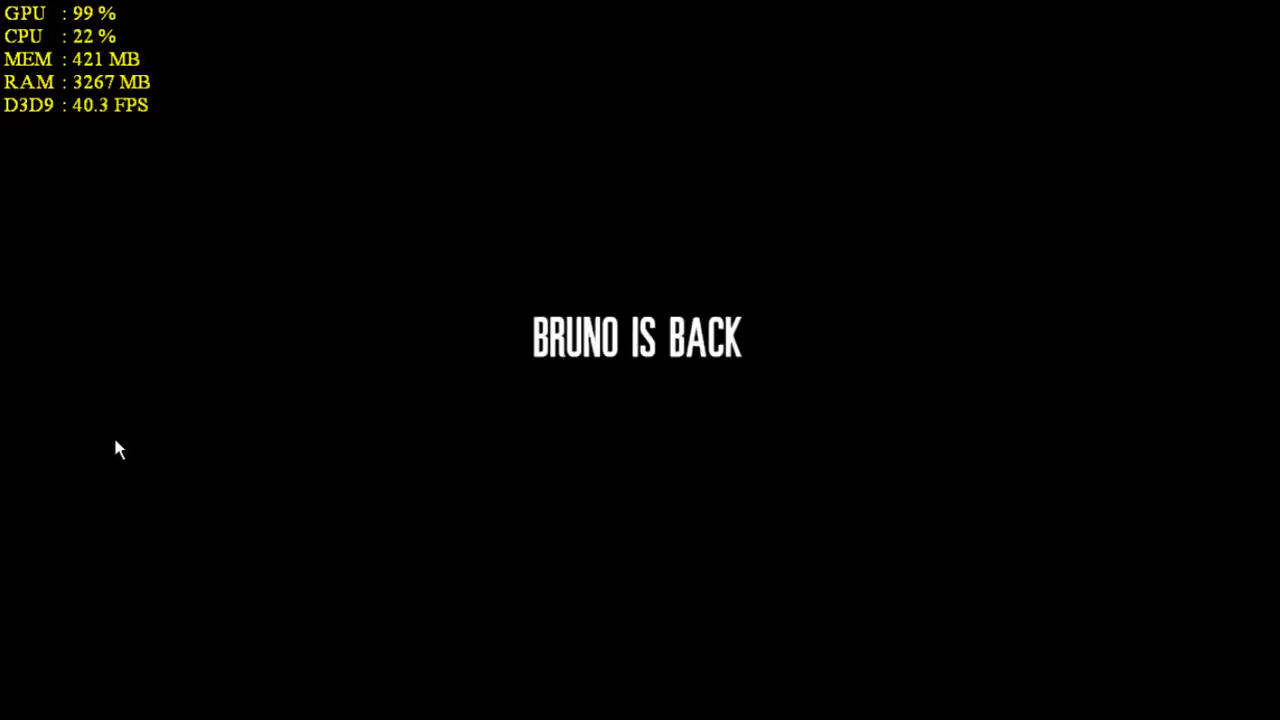 GPU : 99 %
CPU : 22 %
MEM : 421 MB
RAM : 3267 MB
D3D9 : 40.3 FPS
BRUNO IS BACK